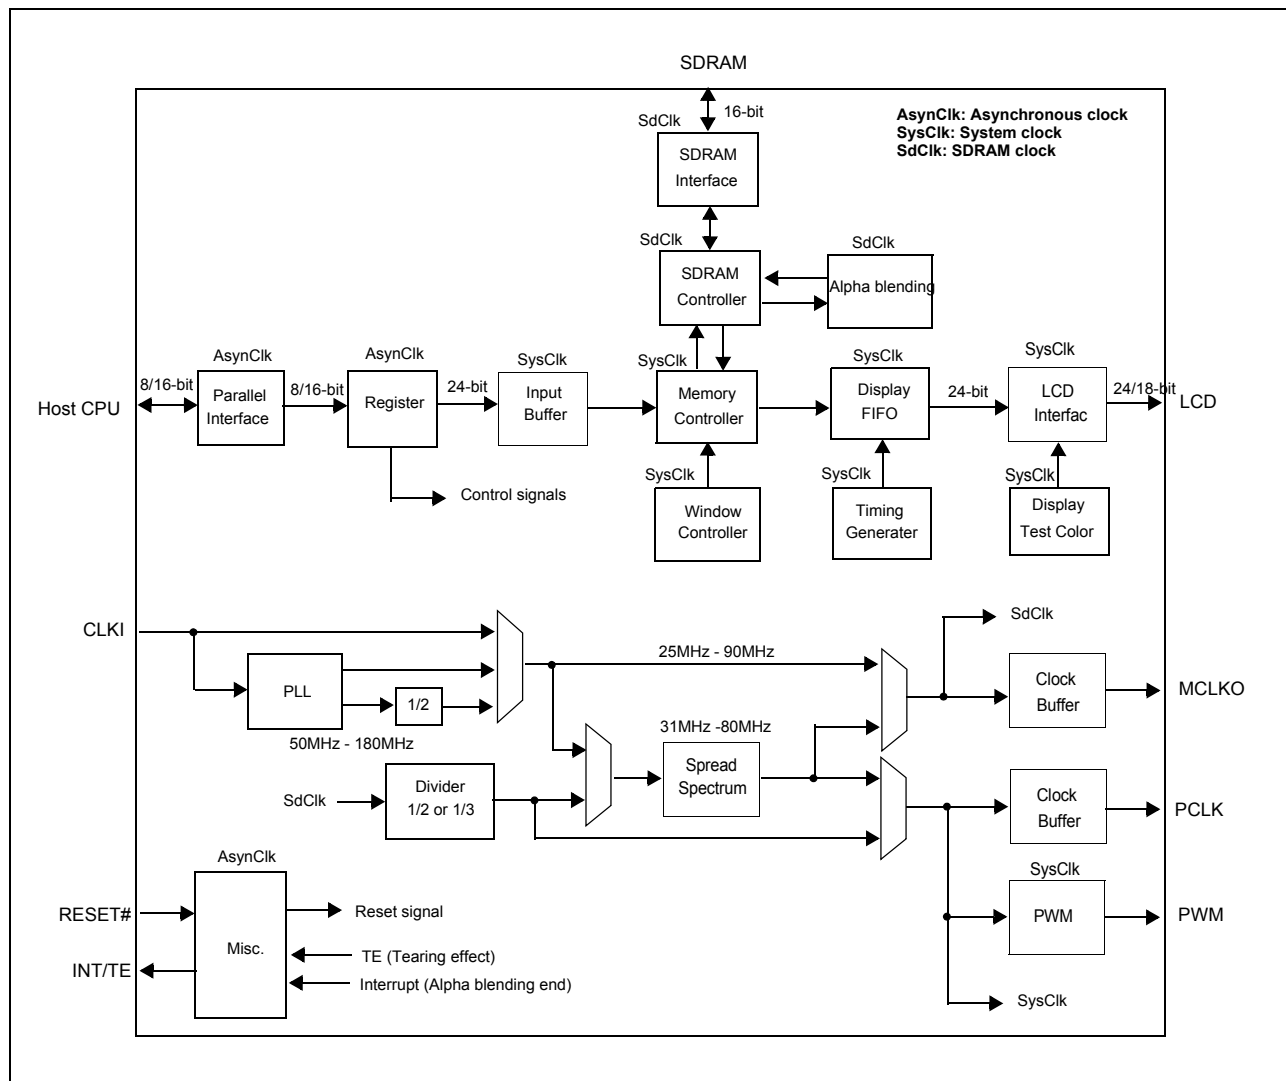 SDRAM
16-bit
AsynClk: Asynchronous clock
SysClk: System clock
SdClk: SDRAM clock
SdClk
SDRAM
Interface
SdClk
SDRAM
Controller
SdClk
Alpha blending
Host CPU
8/16-bit
AsynClk
Parallel
Interface
8/16-bit
AsynClk
Register
24-bit
SysClk
Input
Buffer
SysClk
Memory
Controller
SysClk
Display
FIFO
24-bit
SysClk
LCD
Interfac
24/18-bit
LCD
Control signals
SysClk
Window
Controller
SysClk
Timing
Generater
SysClk
Display
Test Color
CLKI
PLL
1/2
50MHz - 180MHz
25MHz - 90MHz
SdClk
Clock
Buffer
MCLKO
SdClk
Divider
1/2 or 1/3
31MHz -80MHz
Spread
Spectrum
Clock
Buffer
PCLK
SysClk
PWM
PWM
SysClk
AsynClk
RESET#
INT/TE
Misc.
Reset signal
TE (Tearing effect)
Interrupt (Alpha blending end)